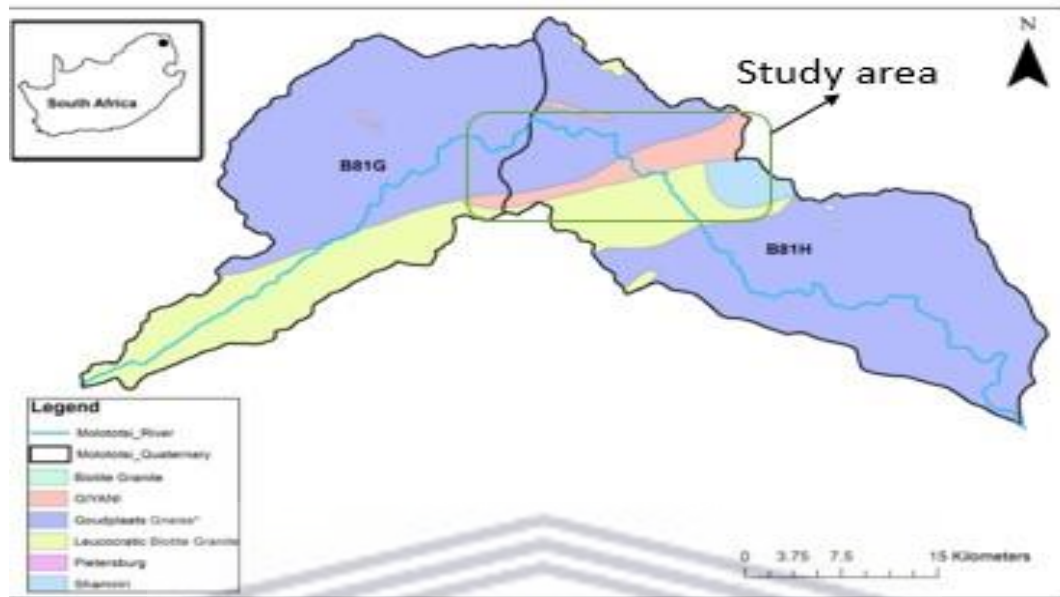 N
Study area
South Africa
B81G
B81H
Legend
Molototsi_River
Molototsi_Quaternary
Biotite Granite
GIYANI
Goudplaats Gneiss*
Leucocratic Biotite Granite
Pietersburg
Shamriri
0 3.75 7.5 15 Kilometers